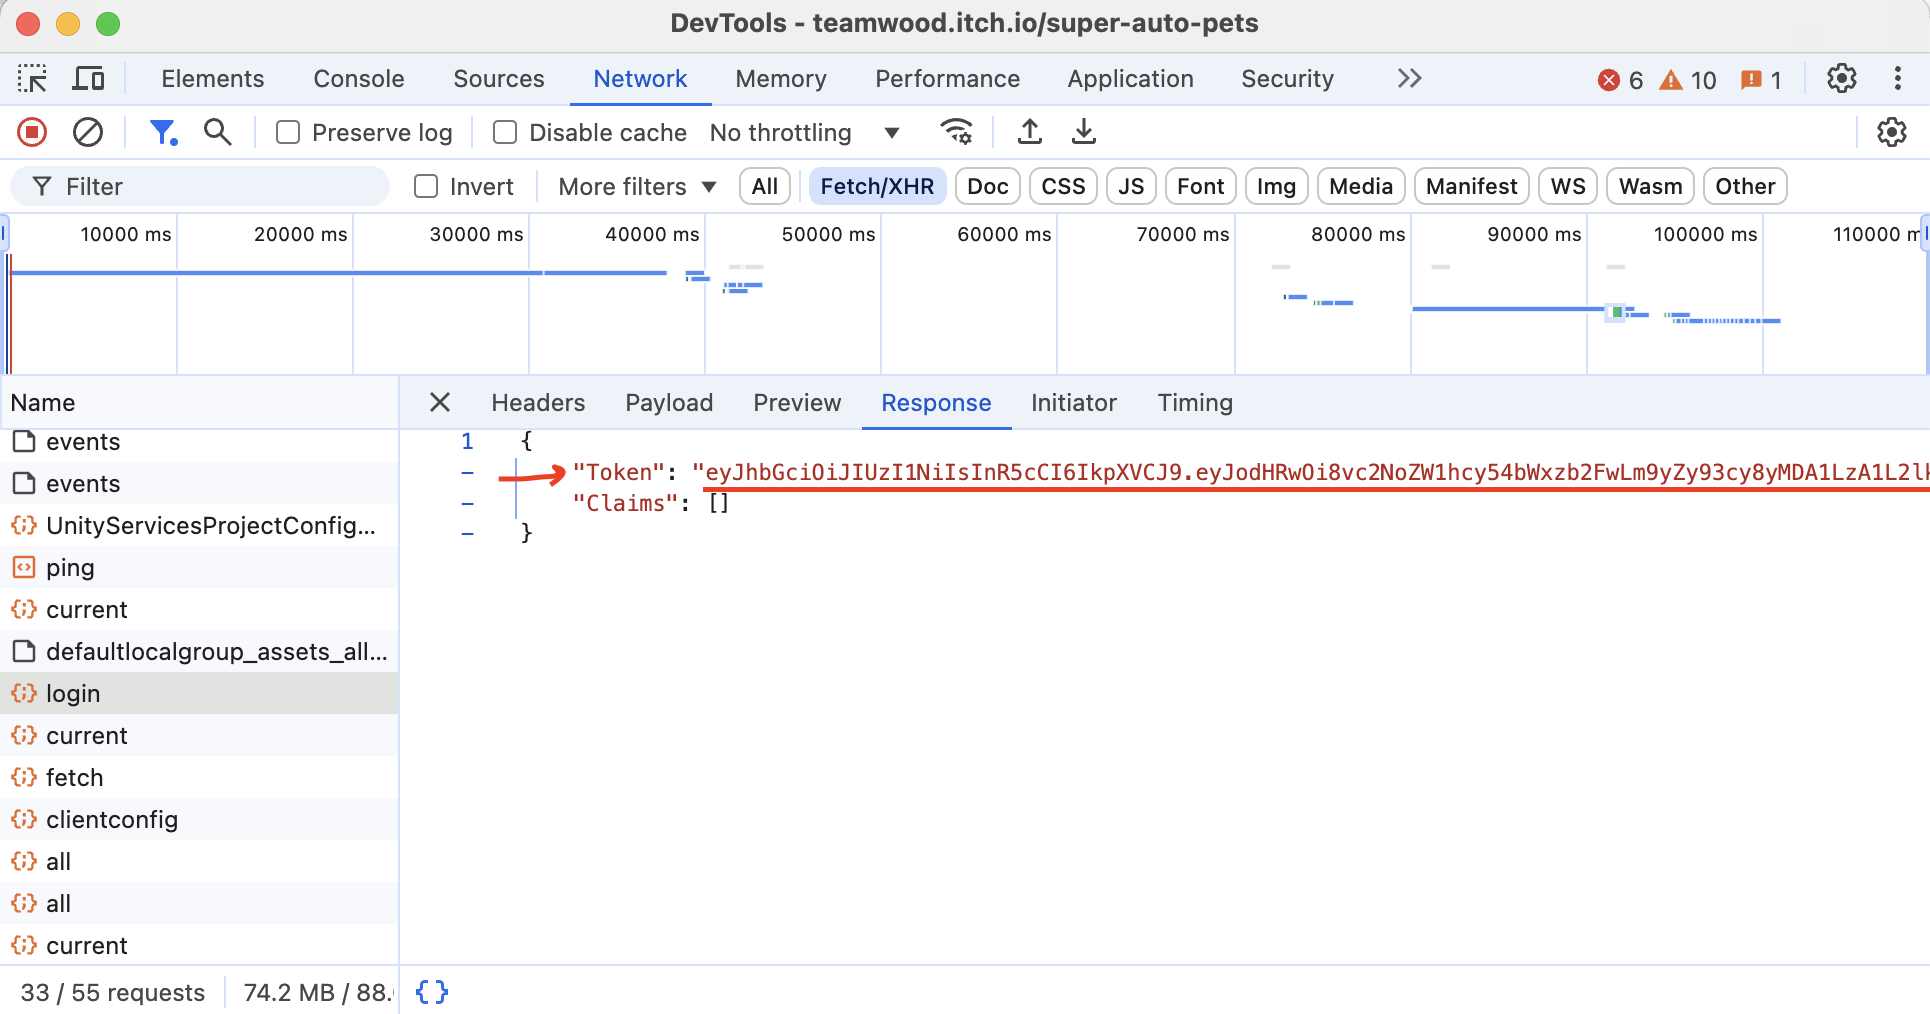 DevTools - teamwood.itch.io/super-auto-pets
Elements Console Sources Network Memory Performance Application Security 6 10 1
Preserve log Disable cache No throttling
Filter Invert More filters All Fetch/XHR Doc CSS JS Font Img Media Manifest WS Wasm Other
10000 ms 20000 ms 30000 ms 40000 ms 50000 ms 60000 ms 70000 ms 80000 ms 90000 ms 100000 ms 110000 m
Name
Headers Payload Preview Response Initiator Timing
events
events
UnityServicesProjectConfig...
ping
current
defaultlocalgroup_assets_all...
login
current
fetch
clientconfig
all
all
current
1 {
- "Token": "eyJhbGciOiJIUzI1NiIsInR5cCI6IkpXVCJ9.eyJodHRwOi8vc2NoZW1hcy54bWxzb2FwLm9yZy93cy8yMDA1LzA1L2lk
- "Claims": []
- }
33 / 55 requests 74.2 MB / 88.
{}